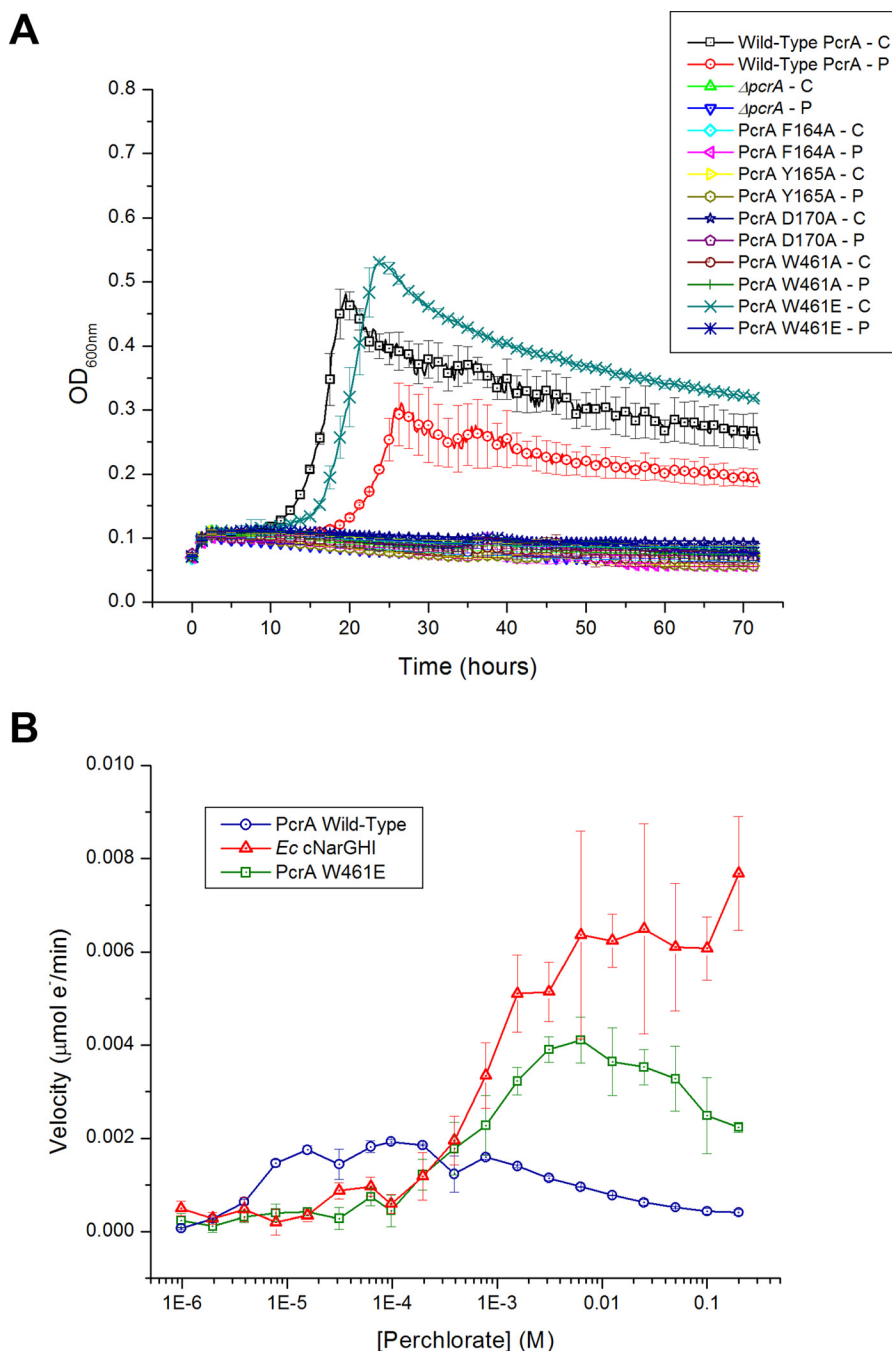 A
Wild-Type PcrA - C
Wild-Type PcrA - P
ΔpcrA - C
ΔpcrA - P
PcrA F164A - C
PcrA F164A - P
PcrA Y165A - C
PcrA Y165A - P
PcrA D170A - C
PcrA D170A - P
PcrA W461A - C
PcrA W461A - P
PcrA W461E - C
PcrA W461E - P
0.8
0.7
0.6
0.5
0.4
0.3
0.2
0.1
0.0
OD600nm
0 10 20 30 40 50 60 70
Time (hours)
B
PcrA Wild-Type
Ec cNarGHI
PcrA W461E
0.010
0.008
0.006
0.004
0.002
0.000
Velocity (μmol e-/min)
1E-6 1E-5 1E-4 1E-3 0.01 0.1
[Perchlorate] (M)